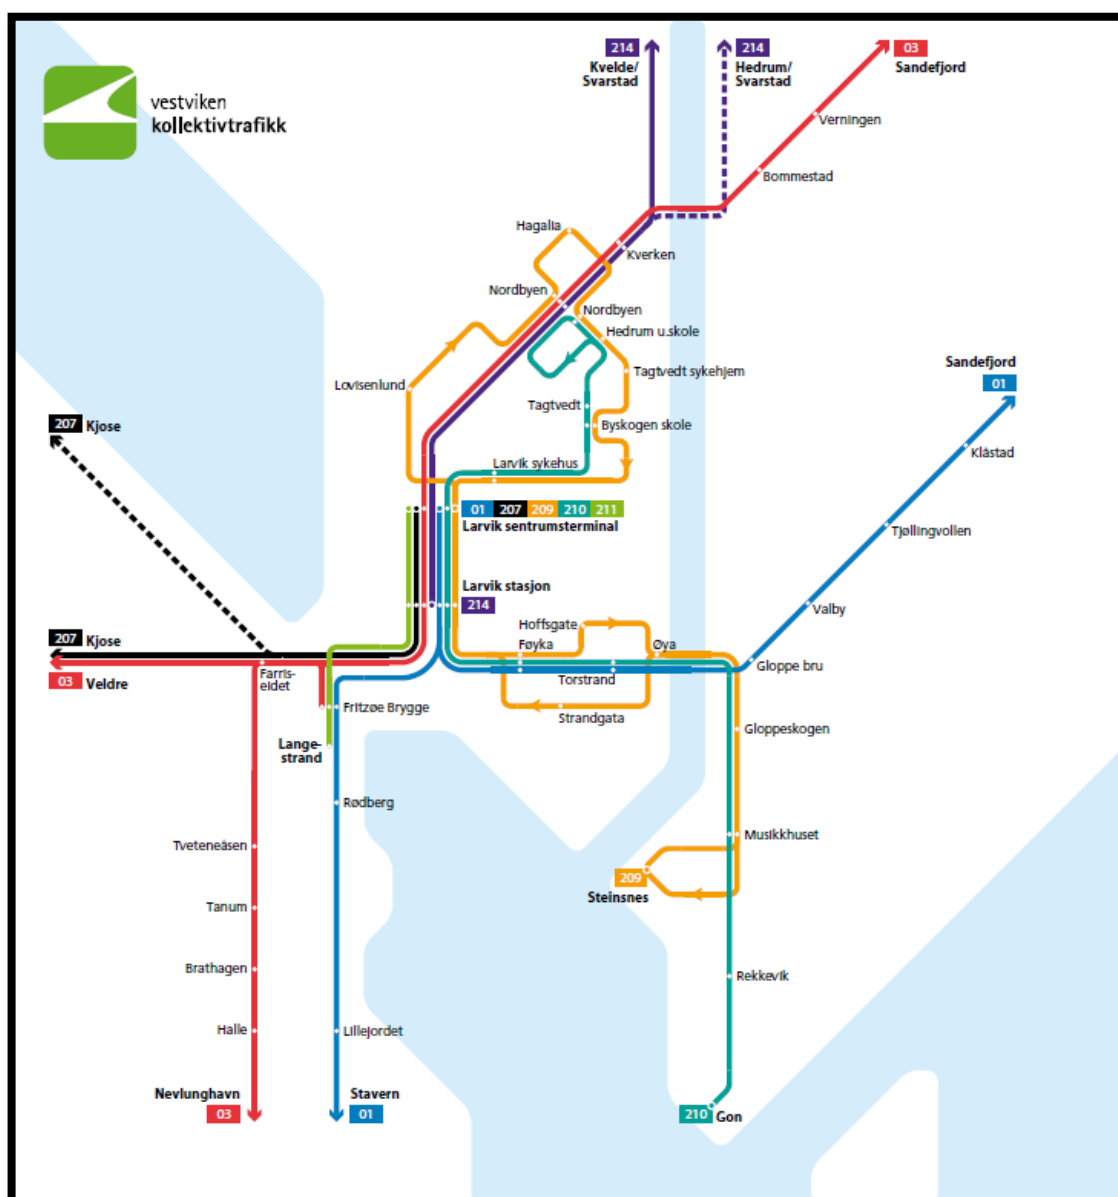 vestviken
kollektivtrafikk
214
Kvelde/
Svarstad
214
Hedrum/
Svarstad
03
Sandefjord
Verningen
Bommestad
Hagalia
Kverken
Nordbyen
Nordbyen
Hedrum u.skole
Lovisenlund
Tagtvedt sykehjem
Sandefjord
01
Tagtvedt
207 Kjose
Byskogen skole
Klåstad
Larvik sykehus
01 207 209 210 211
Larvik sentrumsterminal
Tjøllingvollen
Larvik stasjon
214
Valby
Hoffsgate
207 Kjose
Føyka
Øya
Gloppe bru
03 Veldre
Farris-
eidet
Torstrand
Fritzøe Brygge
Strandgata
Gloppeskogen
Lange-
strand
Rødberg
Musikkhuset
Tveteneåsen
209
Steinsnes
Tanum
Brathagen
Rekkevik
Halle
Lillejordet
Nevlunghavn
03
Stavern
01
210 Gon